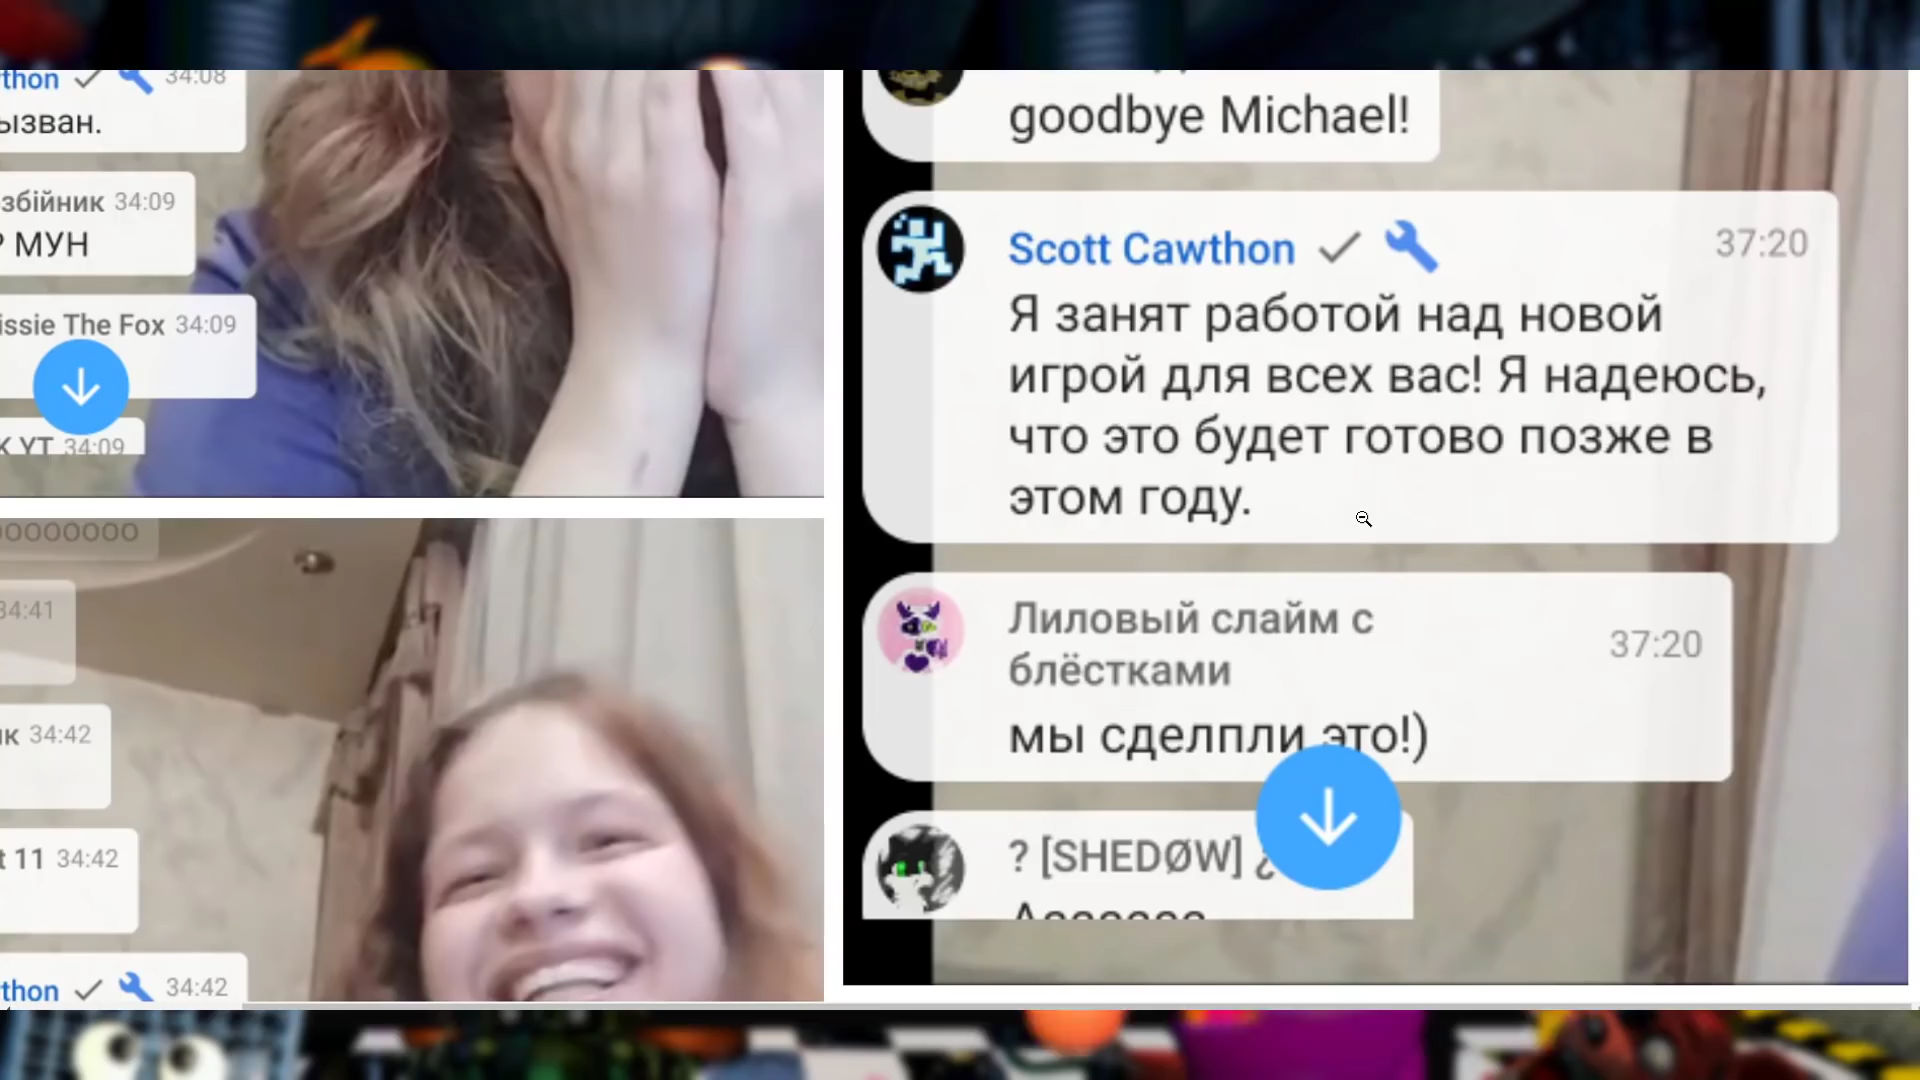 thon 34:08
ызван.
збійник 34:09
МУН
issie The Fox 34:09
K YT 34:09
оооооооо
34:41
ик 34:42
t 11 34:42
thon 34:42
goodbye Michael!
Scott Cawthon 37:20
Я занят работой над новой
игрой для всех вас! Я надеюсь,
что это будет готово позже в
этом году.
Лиловый слайм с
блёстками 37:20
мы сделпли это!)
? [SHEDØW] ¿